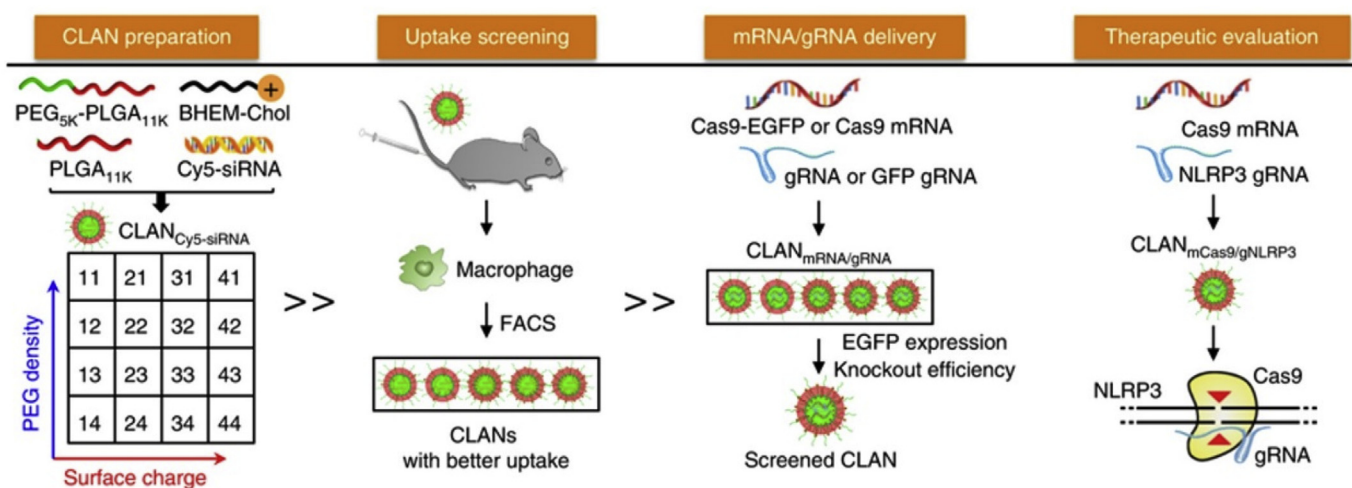 CLAN preparation
Uptake screening
mRNA/gRNA delivery
Therapeutic evaluation
PEG5K-PLGA11K
BHEM-Chol
+
PLGA11K
Cy5-siRNA
CLANCy5-siRNA
PEG density
11 21 31 41
12 22 32 42
13 23 33 43
14 24 34 44
Surface charge
>>
Macrophage
FACS
CLANs
with better uptake
>>
Cas9-EGFP or Cas9 mRNA
gRNA or GFP gRNA
CLANmRNA/gRNA
EGFP expression
Knockout efficiency
Screened CLAN
Cas9 mRNA
NLRP3 gRNA
CLANmCas9/gNLRP3
NLRP3
Cas9
gRNA